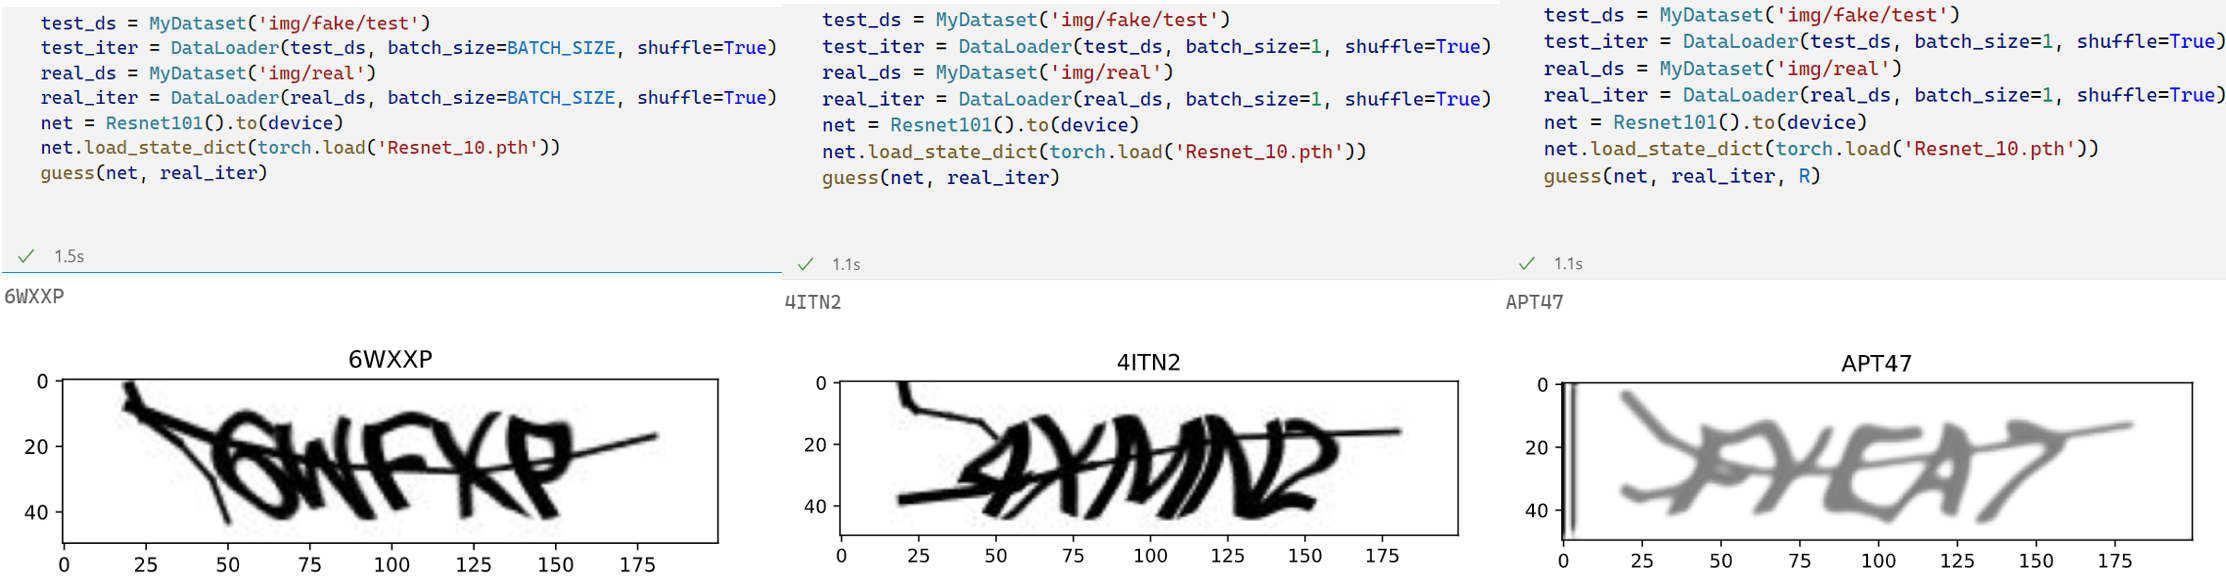 test_ds = MyDataset('img/fake/test')
test_iter = DataLoader(test_ds, batch_size=BATCH_SIZE, shuffle=True)
real_ds = MyDataset('img/real')
real_iter = DataLoader(real_ds, batch_size=BATCH_SIZE, shuffle=True)
net = Resnet101().to(device)
net.load_state_dict(torch.load('Resnet_10.pth'))
guess(net, real_iter)
1.5s
6WXXP
6WXXP
0
20
40
6WFXP
0 25 50 75 100 125 150 175
test_ds = MyDataset('img/fake/test')
test_iter = DataLoader(test_ds, batch_size=1, shuffle=True)
real_ds = MyDataset('img/real')
real_iter = DataLoader(real_ds, batch_size=1, shuffle=True)
net = Resnet101().to(device)
net.load_state_dict(torch.load('Resnet_10.pth'))
guess(net, real_iter)
1.1s
4ITN2
4ITN2
0
20
40
0 25 50 75 100 125 150 175
test_ds = MyDataset('img/fake/test')
test_iter = DataLoader(test_ds, batch_size=1, shuffle=True)
real_ds = MyDataset('img/real')
real_iter = DataLoader(real_ds, batch_size=1, shuffle=True)
net = Resnet101().to(device)
net.load_state_dict(torch.load('Resnet_10.pth'))
guess(net, real_iter, R)
1.1s
APT47
APT47
0
20
40
0 25 50 75 100 125 150 175